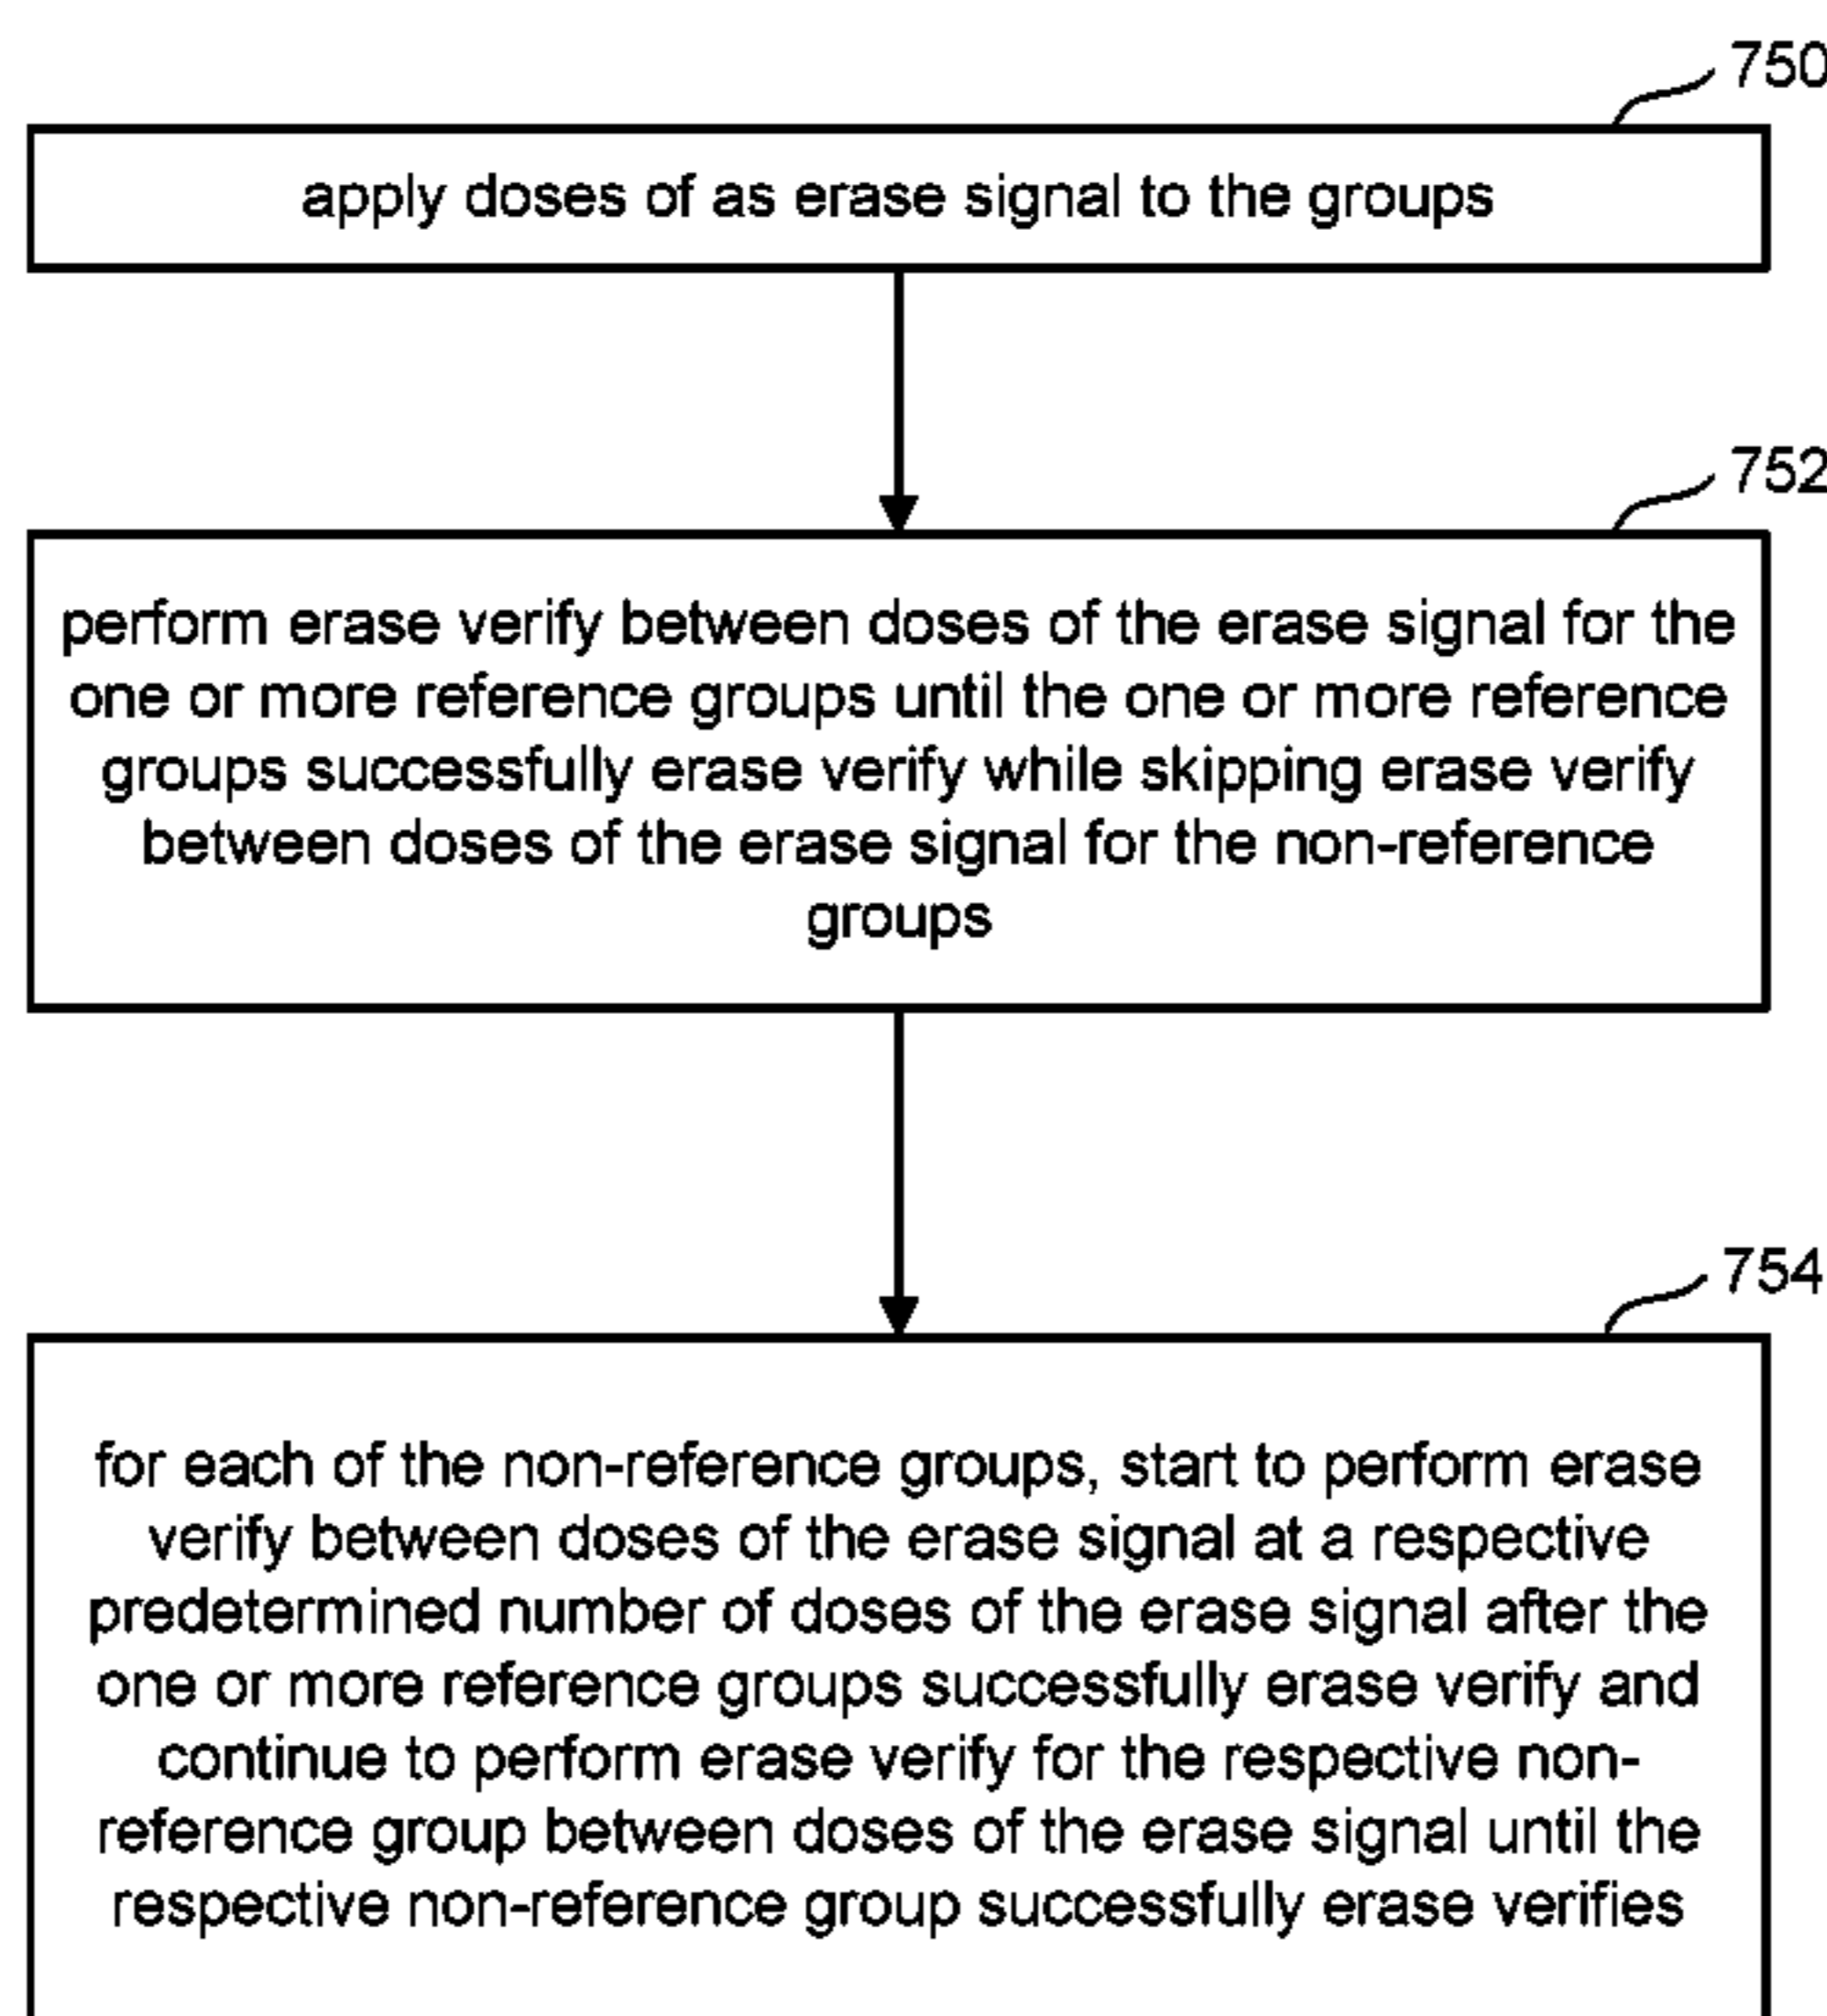 750
apply doses of as erase signal to the groups
752
perform erase verify between doses of the erase signal for the
one or more reference groups until the one or more reference
groups successfully erase verify while skipping erase verify
between doses of the erase signal for the non-reference
groups
754
for each of the non-reference groups, start to perform erase
verify between doses of the erase signal at a respective
predetermined number of doses of the erase signal after the
one or more reference groups successfully erase verify and
continue to perform erase verify for the respective non-
reference group between doses of the erase signal until the
respective non-reference group successfully erase verifies